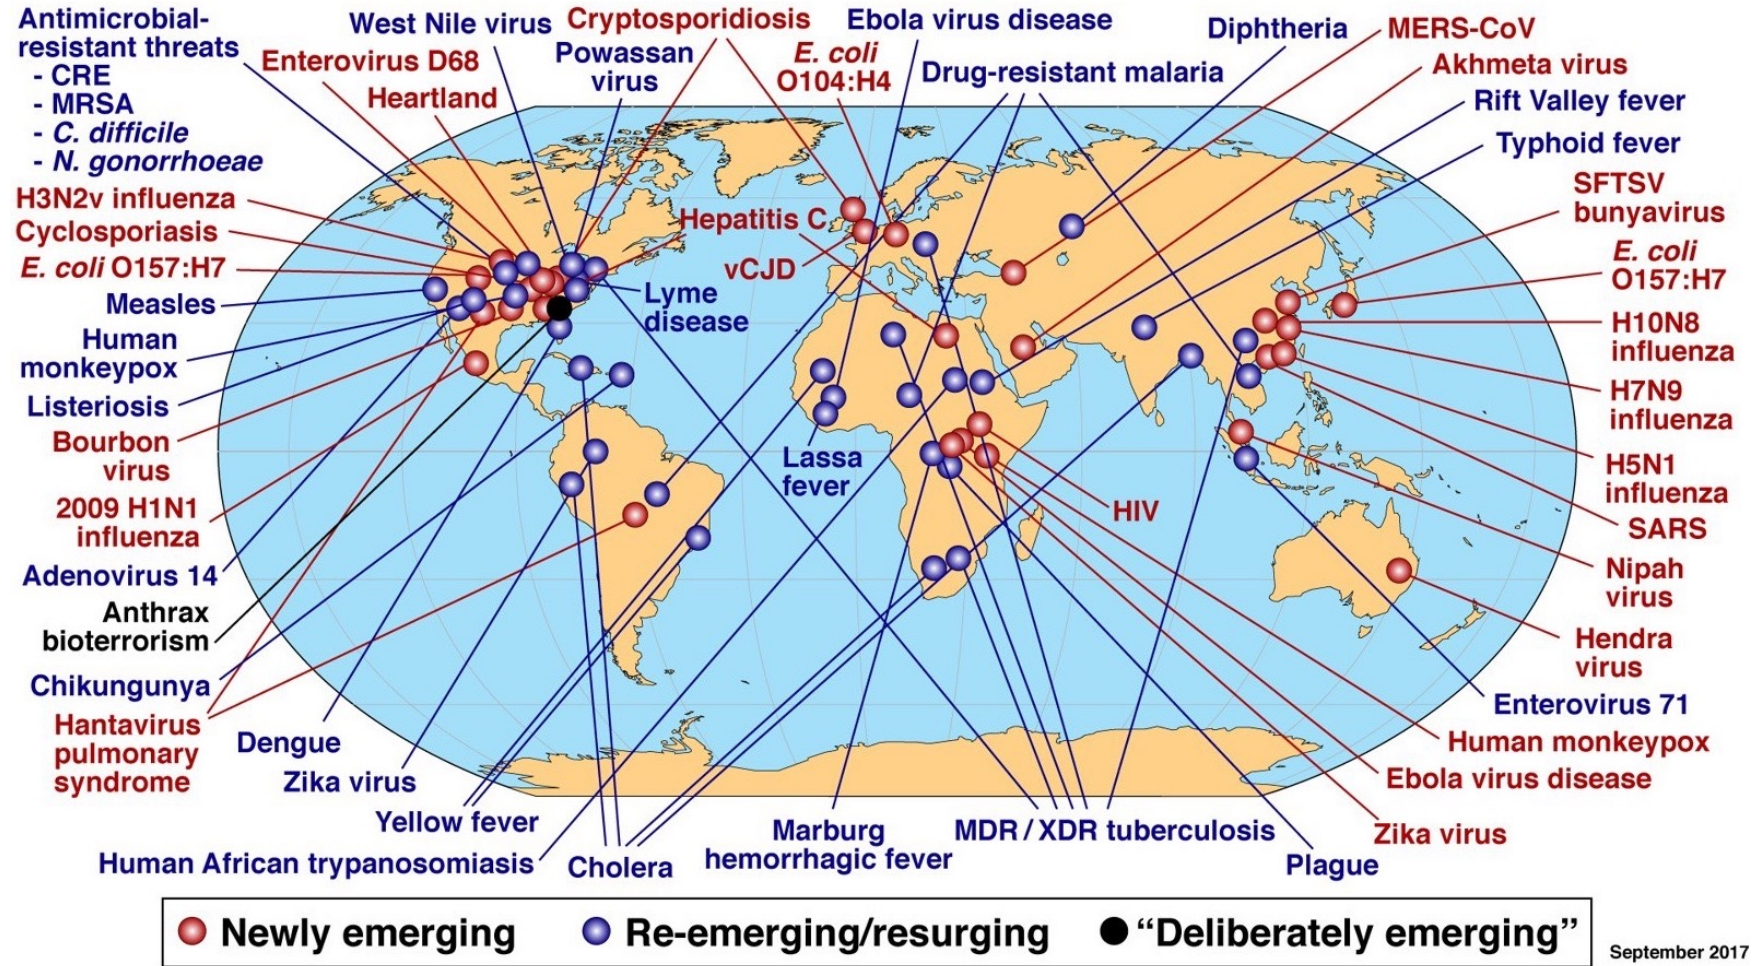 Antimicrobial-
resistant threats
- CRE
- MRSA
- C. difficile
- N. gonorrhoeae
West Nile virus
Enterovirus D68
Heartland
Cryptosporidiosis
Powassan
virus
E. coli
O104:H4
Ebola virus disease
Drug-resistant malaria
Diphtheria
MERS-CoV
Akhmeta virus
Rift Valley fever
Typhoid fever
SFTSV
bunyavirus
E. coli
O157:H7
H10N8
influenza
H7N9
influenza
H5N1
influenza
SARS
Nipah
virus
Hendra
virus
Enterovirus 71
Human monkeypox
Ebola virus disease
Zika virus
Plague
H3N2v influenza
Cyclosporiasis
E. coli O157:H7
Measles
Human
monkeypox
Listeriosis
Bourbon
virus
2009 H1N1
influenza
Adenovirus 14
Anthrax
bioterrorism
Chikungunya
Hantavirus
pulmonary
syndrome
Dengue
Zika virus
Yellow fever
Human African trypanosomiasis
Cholera
Marburg
hemorrhagic fever
MDR / XDR tuberculosis
Hepatitis C
vCJD
Lyme
disease
Lassa
fever
HIV
Newly emerging
Re-emerging/resurging
“Deliberately emerging”
September 2017